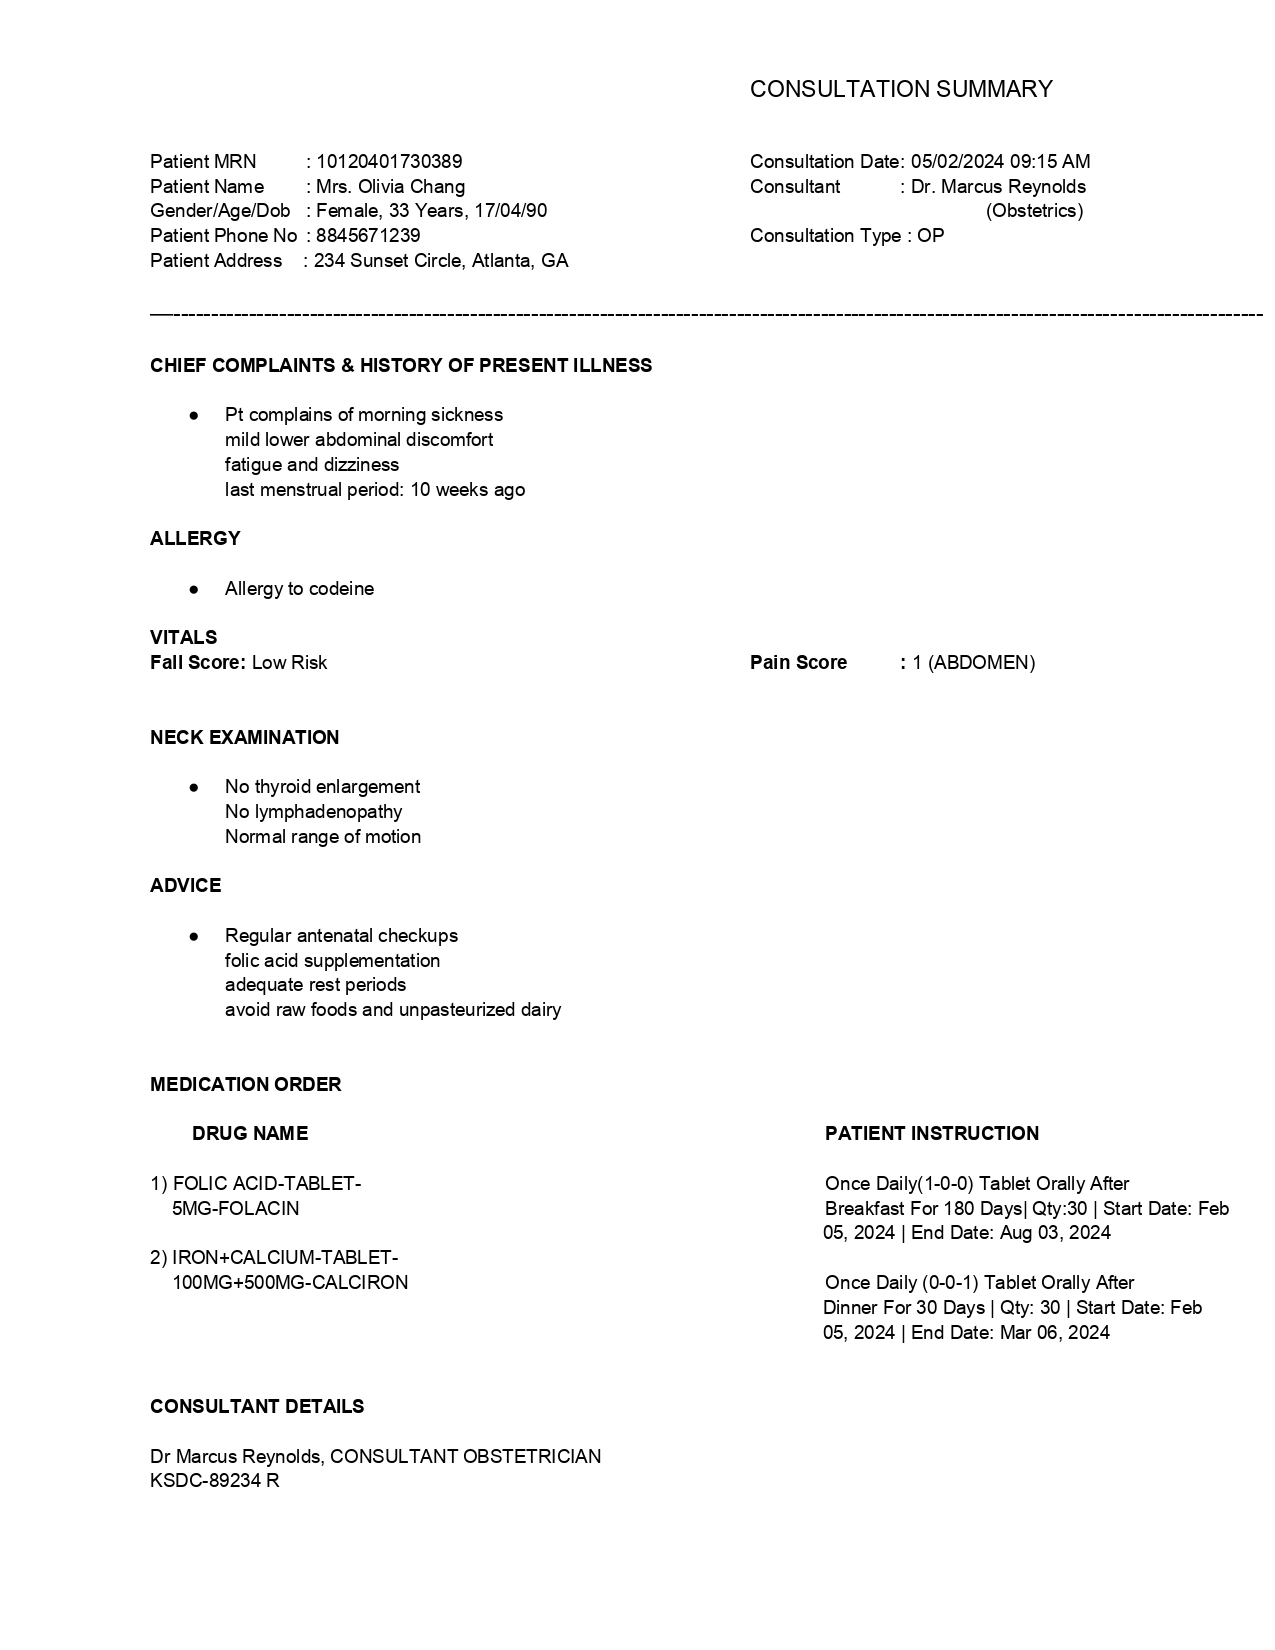 CONSULTATION SUMMARY
Patient MRN : 10120401730389
Consultation Date: 05/02/2024 09:15 AM
Patient Name : Mrs. Olivia Chang
Consultant : Dr. Marcus Reynolds
Gender/Age/Dob : Female, 33 Years, 17/04/90
(Obstetrics)
Patient Phone No : 8845671239
Consultation Type : OP
Patient Address : 234 Sunset Circle, Atlanta, GA
CHIEF COMPLAINTS & HISTORY OF PRESENT ILLNESS
● Pt complains of morning sickness
mild lower abdominal discomfort
fatigue and dizziness
last menstrual period: 10 weeks ago
ALLERGY
● Allergy to codeine
VITALS
Fall Score: Low Risk
Pain Score : 1 (ABDOMEN)
NECK EXAMINATION
● No thyroid enlargement
No lymphadenopathy
Normal range of motion
ADVICE
● Regular antenatal checkups
folic acid supplementation
adequate rest periods
avoid raw foods and unpasteurized dairy
MEDICATION ORDER
DRUG NAME
PATIENT INSTRUCTION
1) FOLIC ACID-TABLET-
5MG-FOLACIN
Once Daily(1-0-0) Tablet Orally After
Breakfast For 180 Days| Qty:30 | Start Date: Feb
05, 2024 | End Date: Aug 03, 2024
2) IRON+CALCIUM-TABLET-
100MG+500MG-CALCIRON
Once Daily (0-0-1) Tablet Orally After
Dinner For 30 Days | Qty: 30 | Start Date: Feb
05, 2024 | End Date: Mar 06, 2024
CONSULTANT DETAILS
Dr Marcus Reynolds, CONSULTANT OBSTETRICIAN
KSDC-89234 R